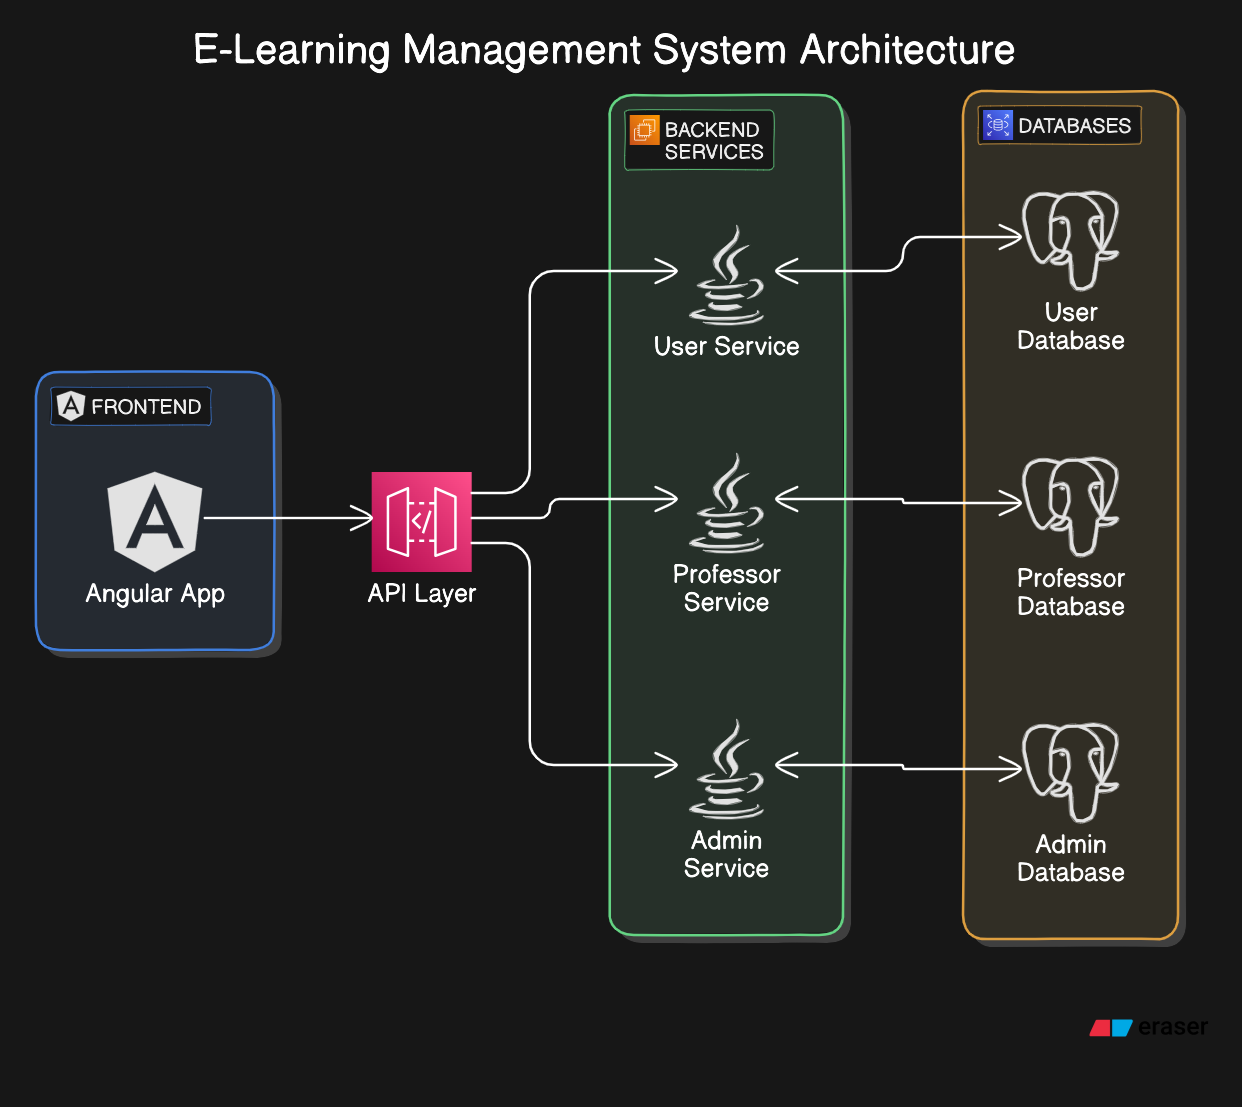 E-Learning Management System Architecture
BACKEND
SERVICES
DATABASES
User Service
User
Database
FRONTEND
Angular App
API Layer
Professor
Service
Professor
Database
Admin
Service
Admin
Database
eraser